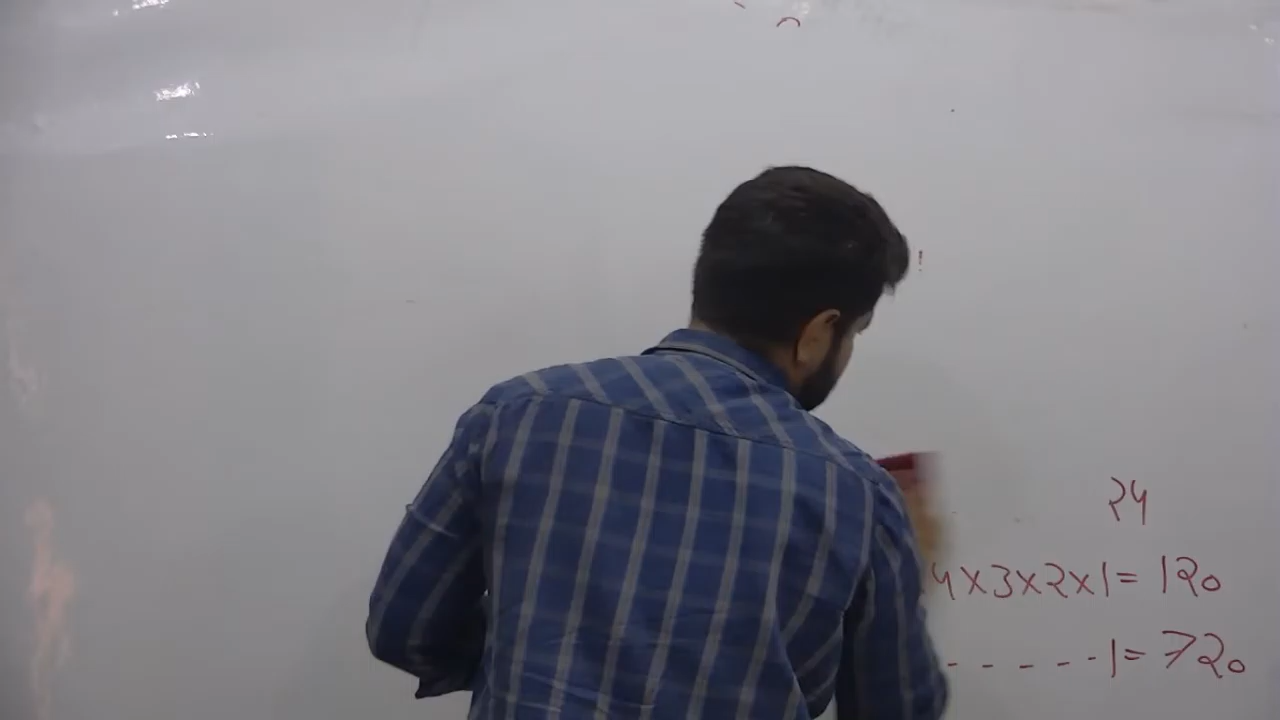 !
24
4x3x2x1= 120
- - - - -1= 720